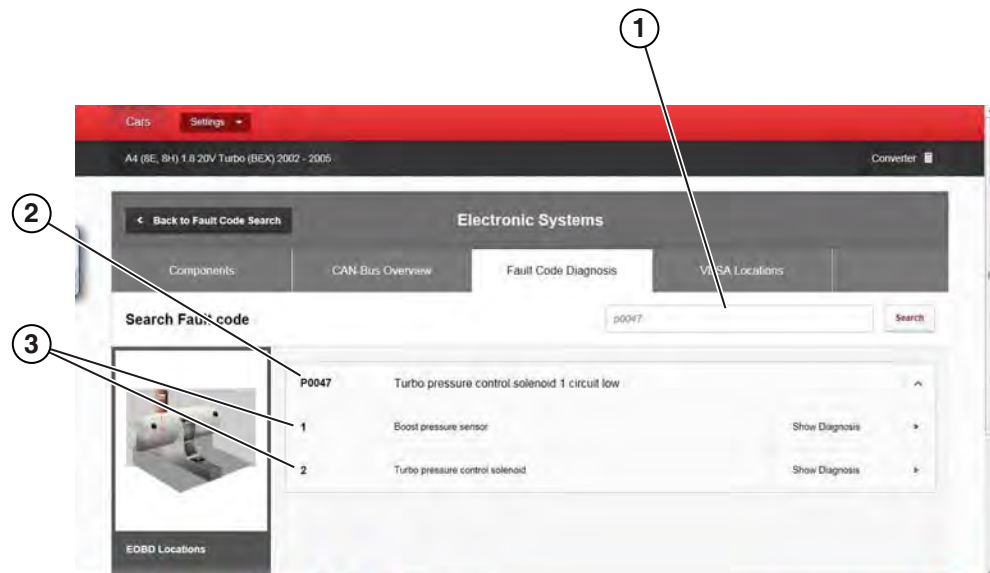 1
Cars Settings
A4 (8E, 8H) 1.8 20V Turbo (BEX) 2002 - 2005 Converter
2
Back to Fault Code Search Electronic Systems
Components CAN-Bus Overview Fault Code Diagnosis Locations
Search Fault code p0047 Search
3
P0047 Turbo pressure control solenoid 1 circuit low
1 Boost pressure sensor Show Diagnosis
2 Turbo pressure control solenoid Show Diagnosis
EOBD Locations